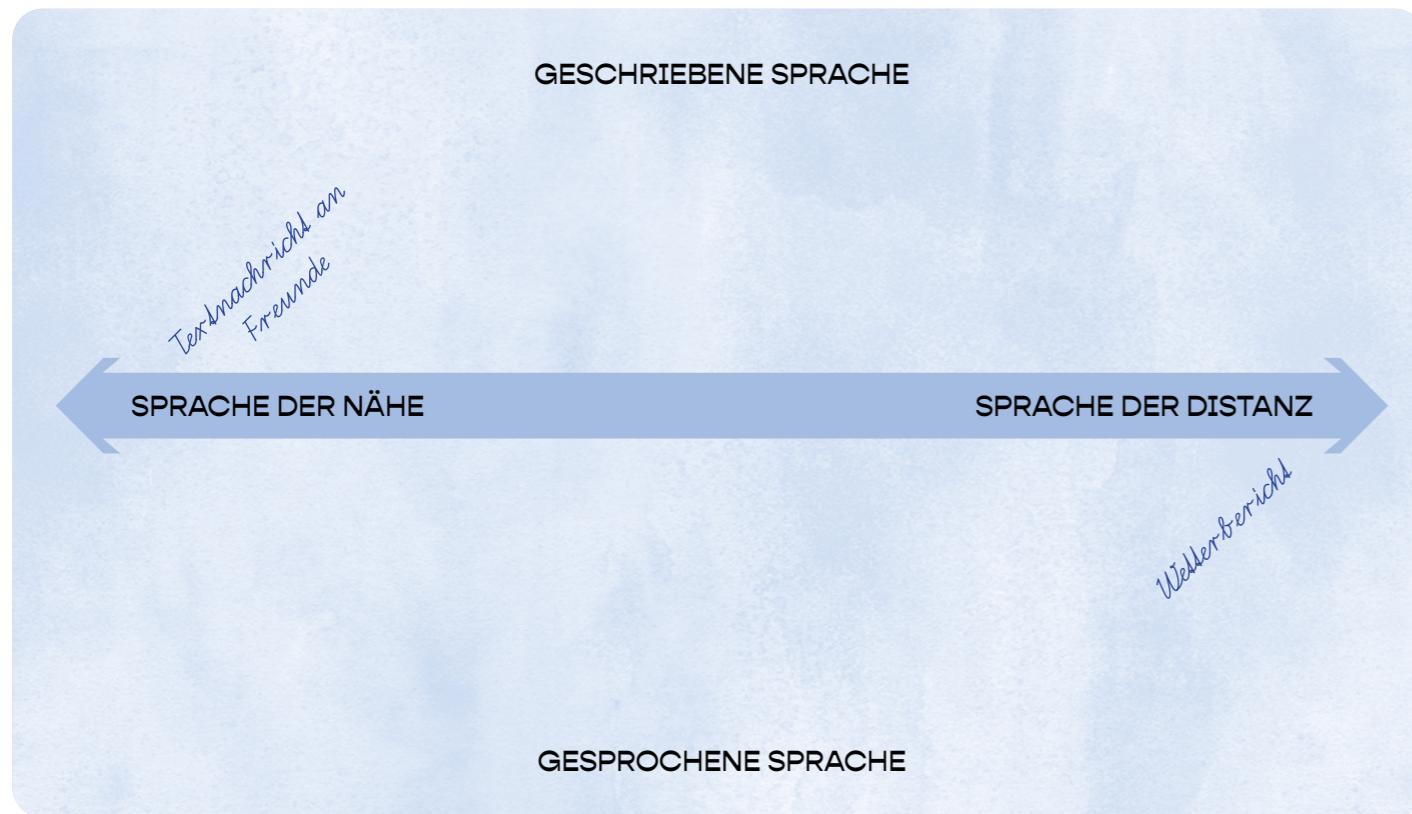 GESCHRIEBENE SPRACHE
Textnachricht an
Freunde
SPRACHE DER NÄHE
SPRACHE DER DISTANZ
Wetterbericht
GESPROCHENE SPRACHE